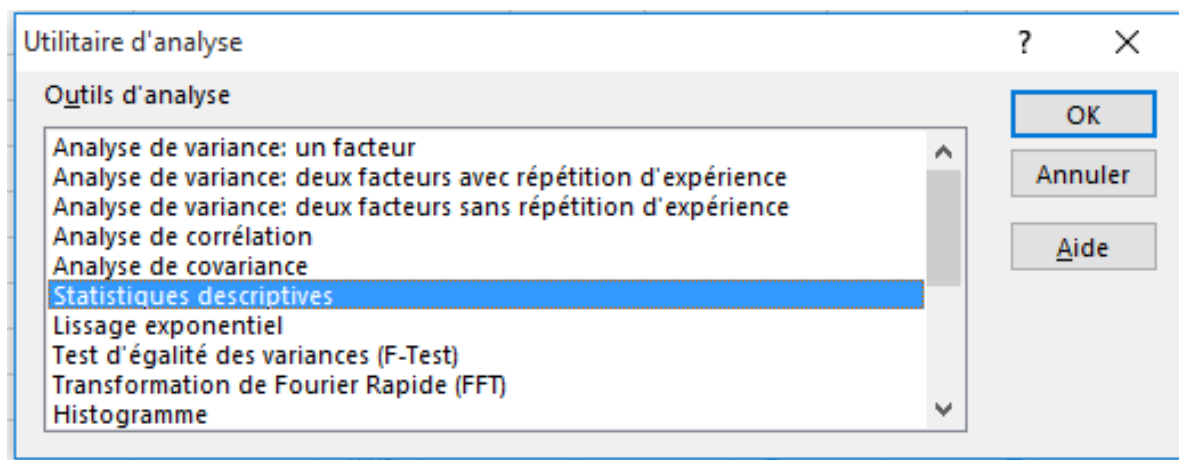 Utilitaire d'analyse
Outils d'analyse
Analyse de variance: un facteur
Analyse de variance: deux facteurs avec répétition d'expérience
Analyse de variance: deux facteurs sans répétition d'expérience
Analyse de corrélation
Analyse de covariance
Statistiques descriptives
Lissage exponentiel
Test d'égalité des variances (F-Test)
Transformation de Fourier Rapide (FFT)
Histogramme
?
OK
Annuler
Aide